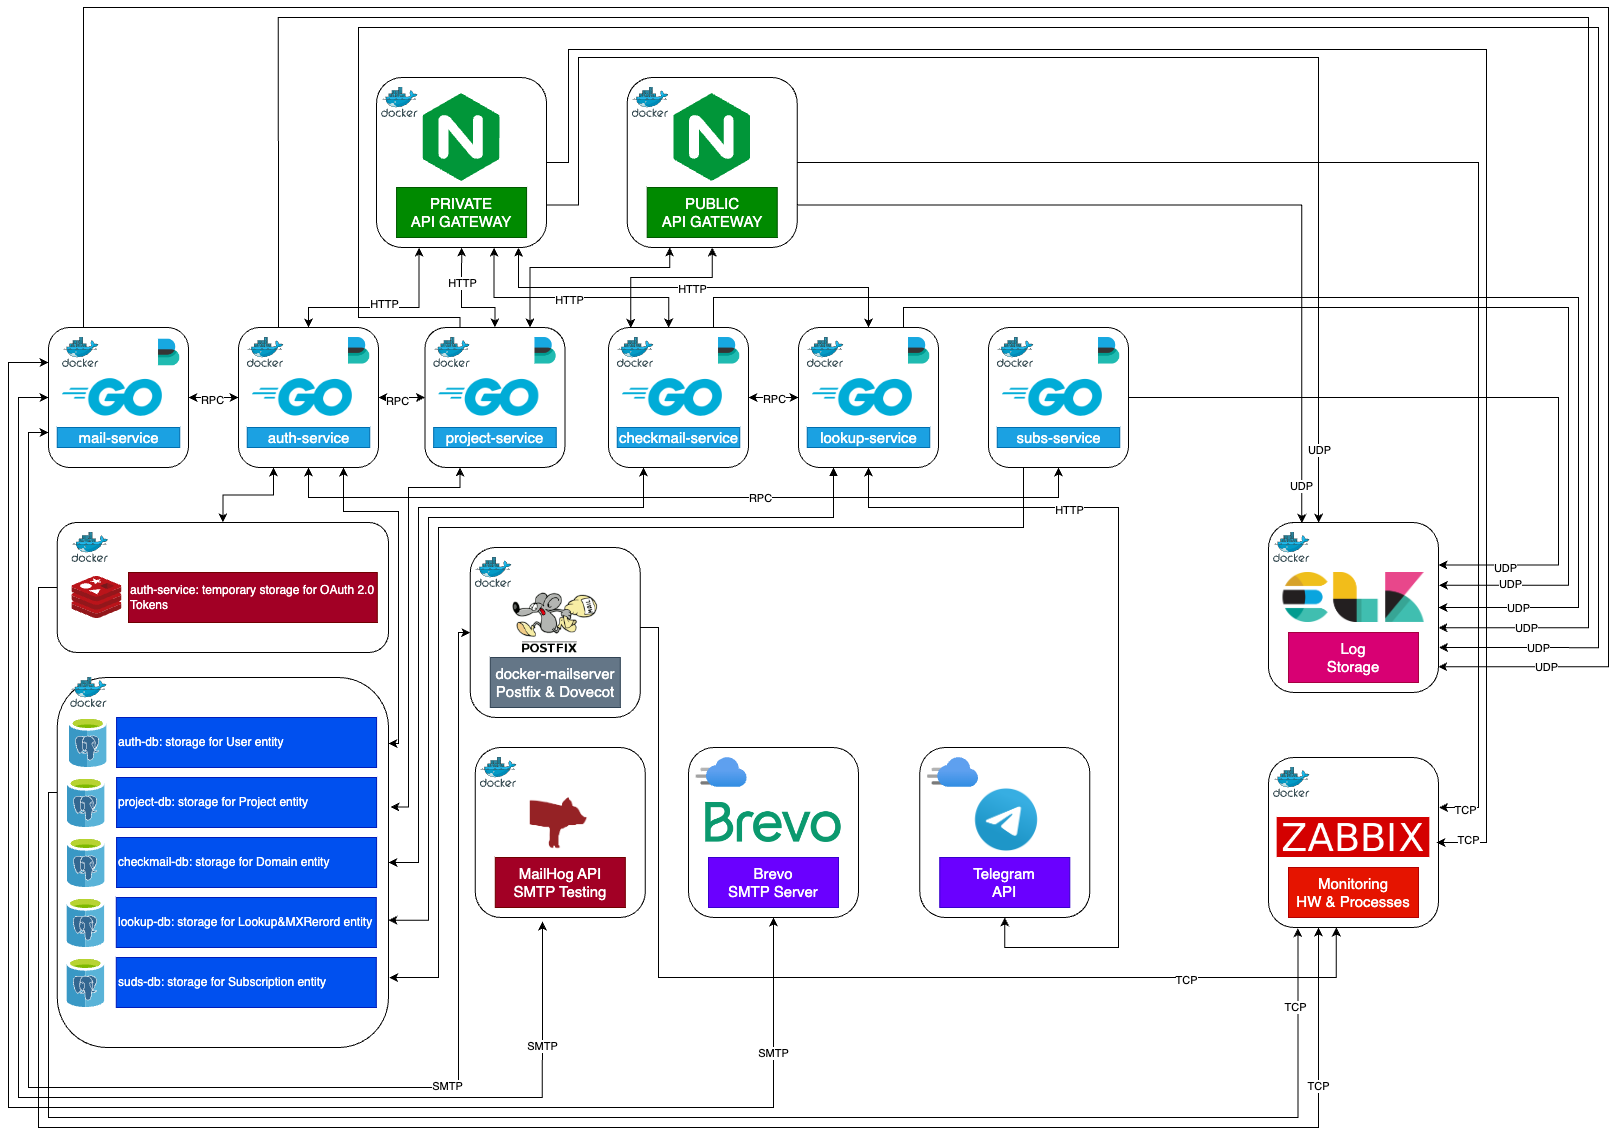 docker
PRIVATE
API GATEWAY
docker
PUBLIC
API GATEWAY
HTTP
HTTP
HTTP
HTTP
docker
GO
mail-service
RPC
docker
GO
auth-service
RPC
docker
GO
project-service
docker
GO
checkmail-service
RPC
docker
GO
lookup-service
docker
GO
subs-service
UDP
UDP
RPC
HTTP
docker
auth-service: temporary storage for OAuth 2.0
Tokens
docker
POSTFIX
docker-mailserver
Postfix & Dovecot
docker
ELK
Log
Storage
UDP
UDP
UDP
UDP
UDP
UDP
docker
auth-db: storage for User entity
project-db: storage for Project entity
checkmail-db: storage for Domain entity
lookup-db: storage for Lookup&MXRerord entity
suds-db: storage for Subscription entity
docker
MailHog API
SMTP Testing
Brevo
Brevo
SMTP Server
Telegram
API
docker
ZABBIX
Monitoring
HW & Processes
TCP
TCP
TCP
TCP
SMTP
SMTP
SMTP
TCP